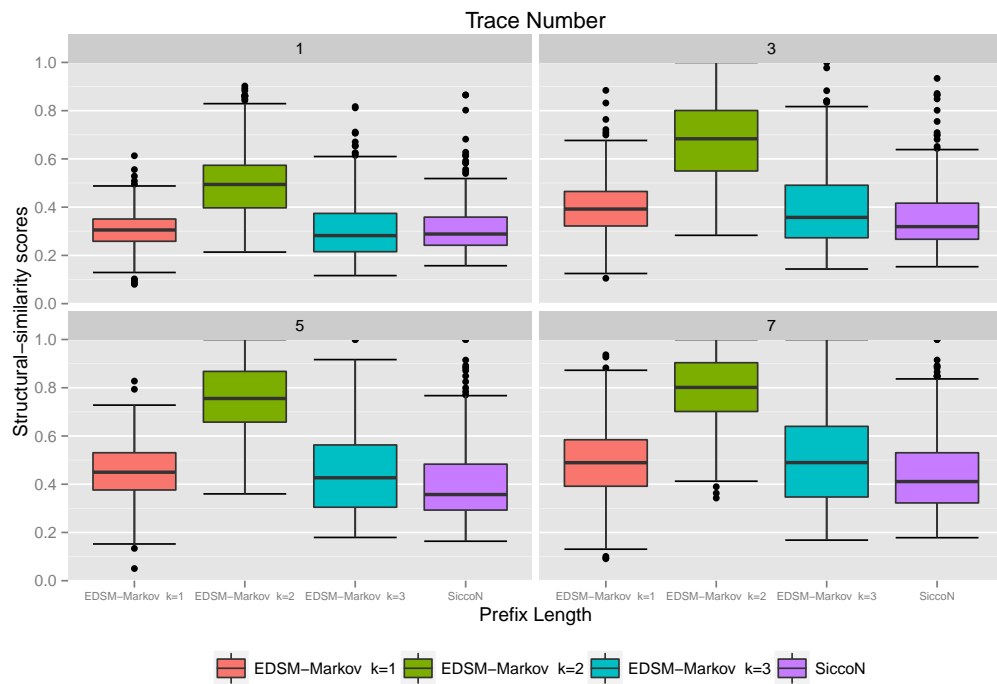 Trace Number
1 3
1.0
0.8
0.6
0.4
0.2
0.0
5 7
1.0
0.8
0.6
0.4
0.2
0.0
Structural−similarity scores
EDSM−Markov k=1 EDSM−Markov k=2 EDSM−Markov k=3 SiccoN EDSM−Markov k=1 EDSM−Markov k=2 EDSM−Markov k=3 SiccoN
Prefix Length
EDSM−Markov k=1 EDSM−Markov k=2 EDSM−Markov k=3 SiccoN